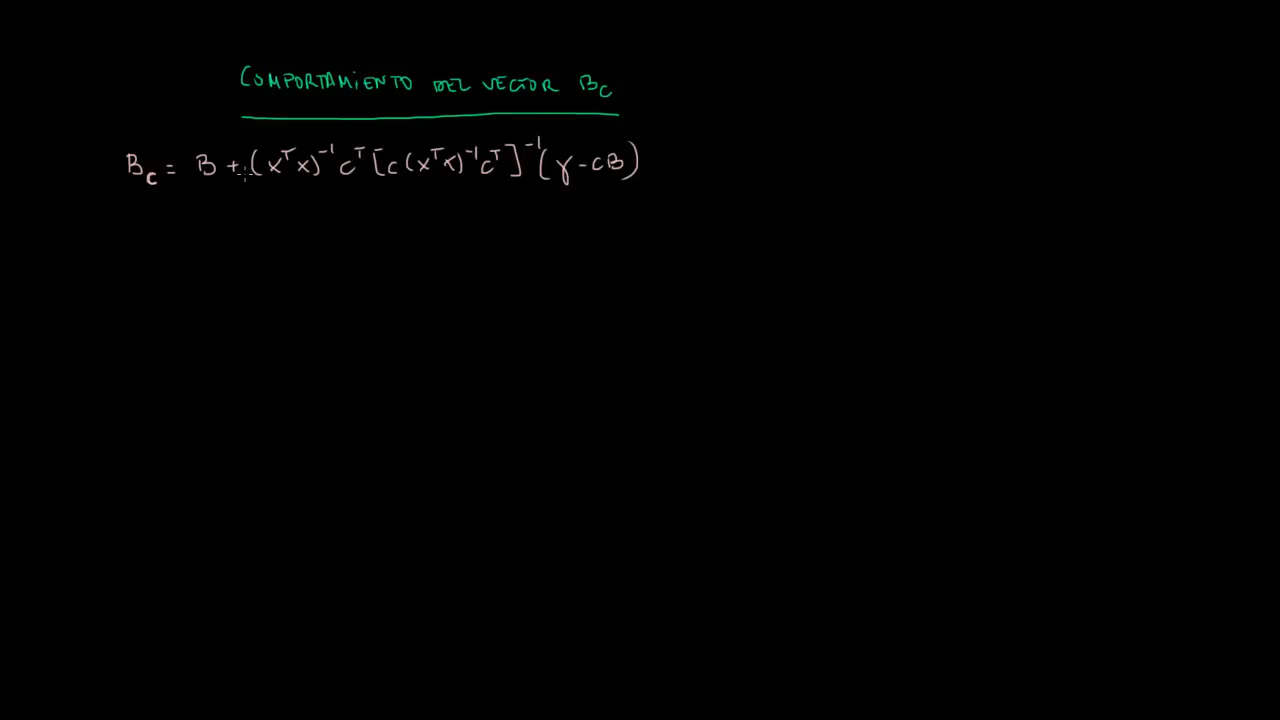 COMPORTAMiENTO DEL VECTOR B_C
B_c = B + (x^T x)^-1 c^T [c (x^T x)^-1 c^T]^-1 (γ - cB)